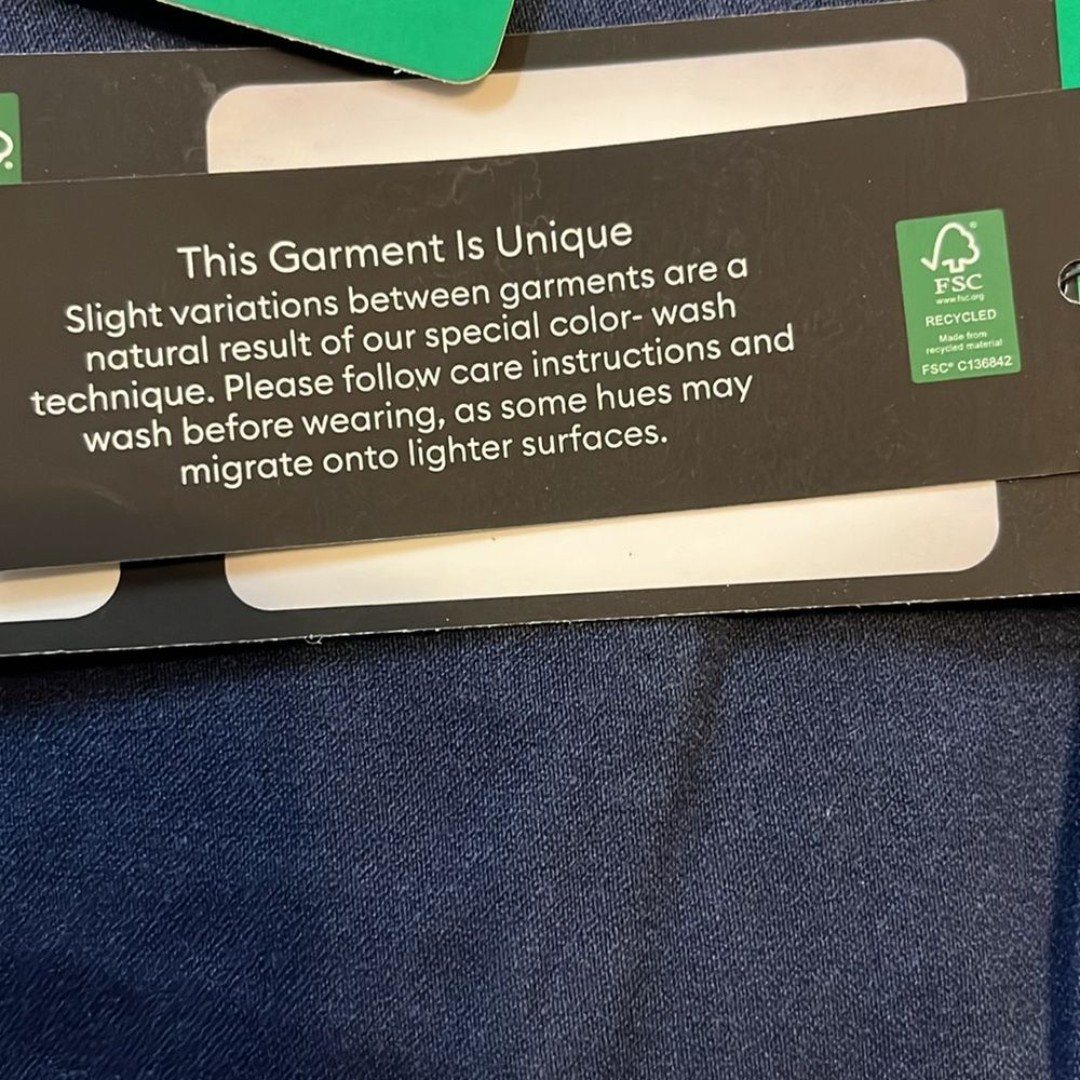 This Garment Is Unique
Slight variations between garments are a
natural result of our special color- wash
technique. Please follow care instructions and
wash before wearing, as some hues may
migrate onto lighter surfaces.
FSC
www.fsc.org
RECYCLED
Made from
recycled material
FSC® C136842